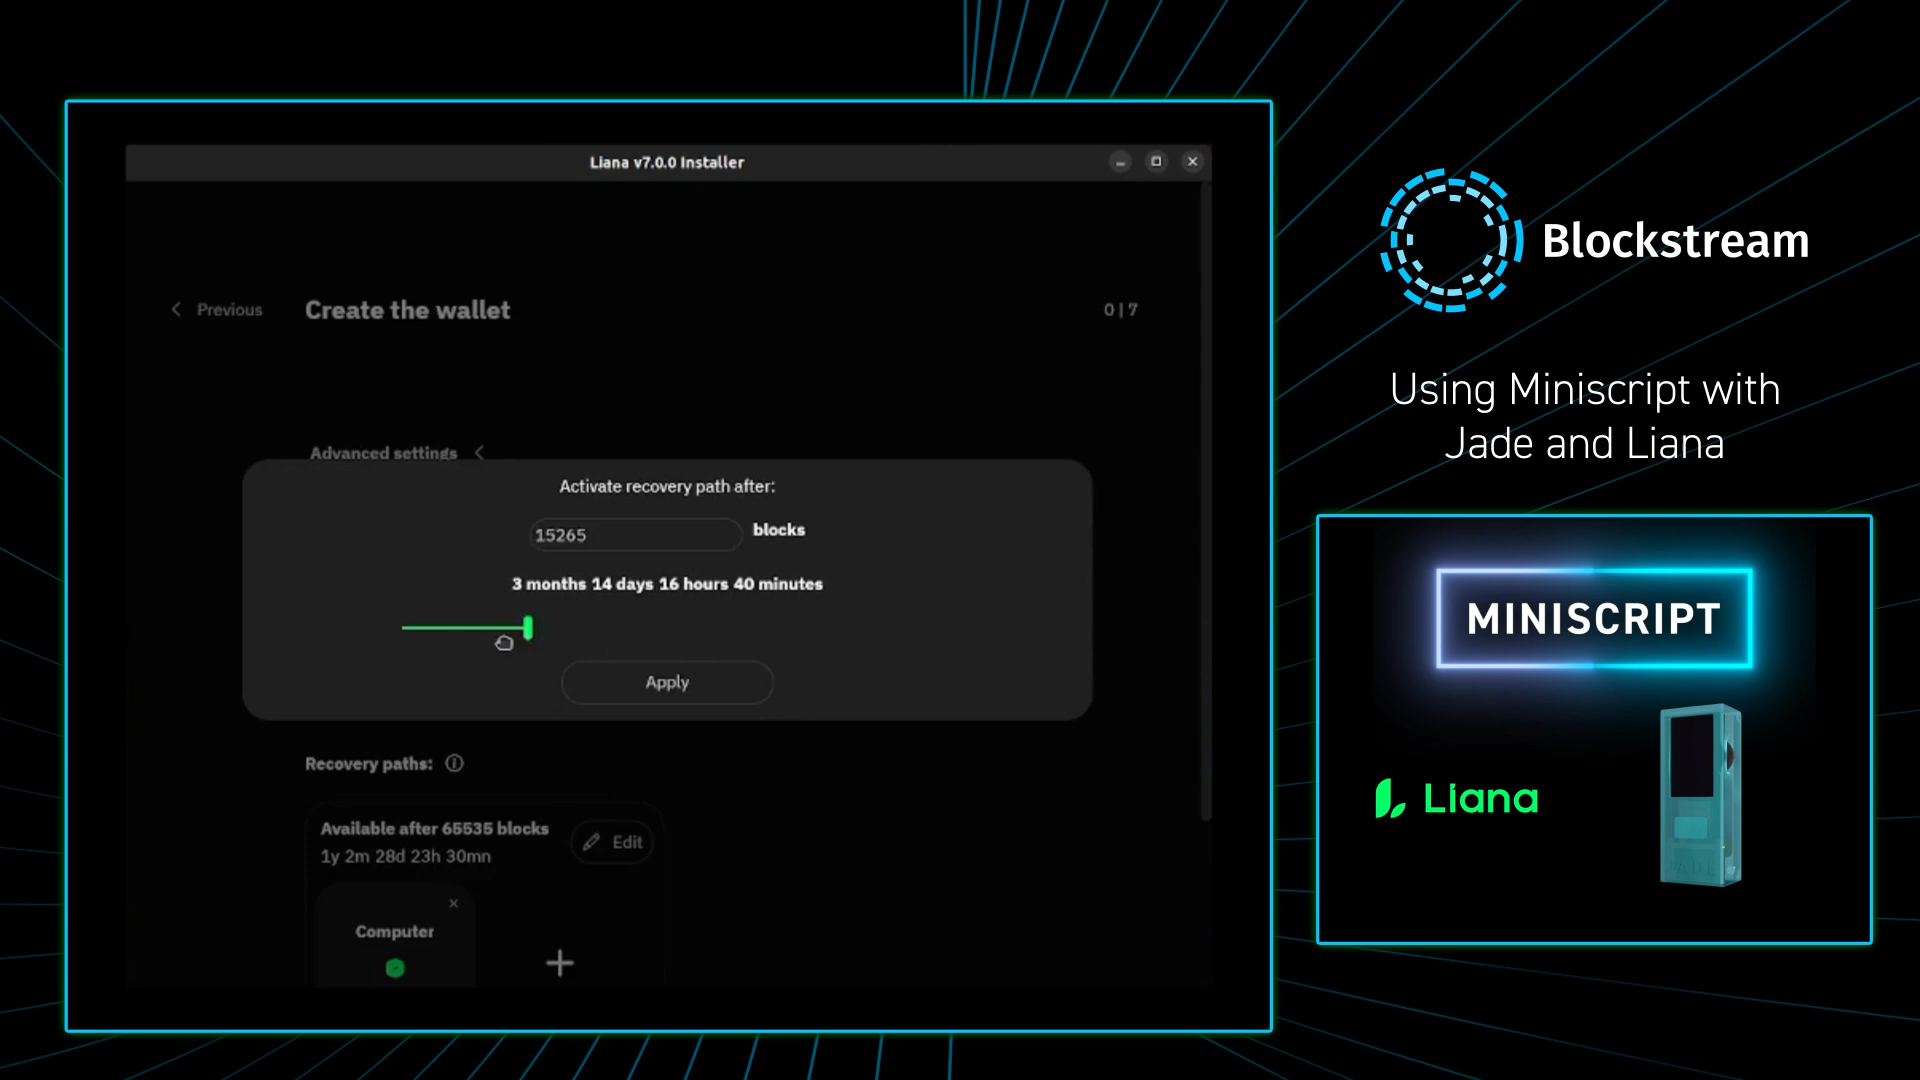 Liana v7.0.0 Installer
Previous
Create the wallet
0 | 7
Advanced settings
Activate recovery path after:
15265 blocks
3 months 14 days 16 hours 40 minutes
Apply
Recovery paths:
Available after 65535 blocks
1y 2m 28d 23h 30mn
Edit
Computer
Blockstream
Using Miniscript with
Jade and Liana
MINISCRIPT
Liana
JADE